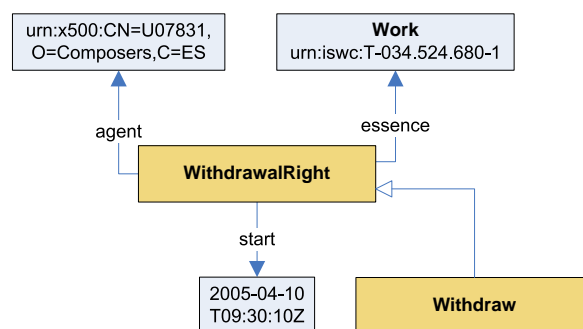 urn:x500:CN=U07831,
O=Composers,C=ES
Work
urn:iswc:T-034.524.680-1
agent
essence
WithdrawalRight
start
2005-04-10
T09:30:10Z
Withdraw